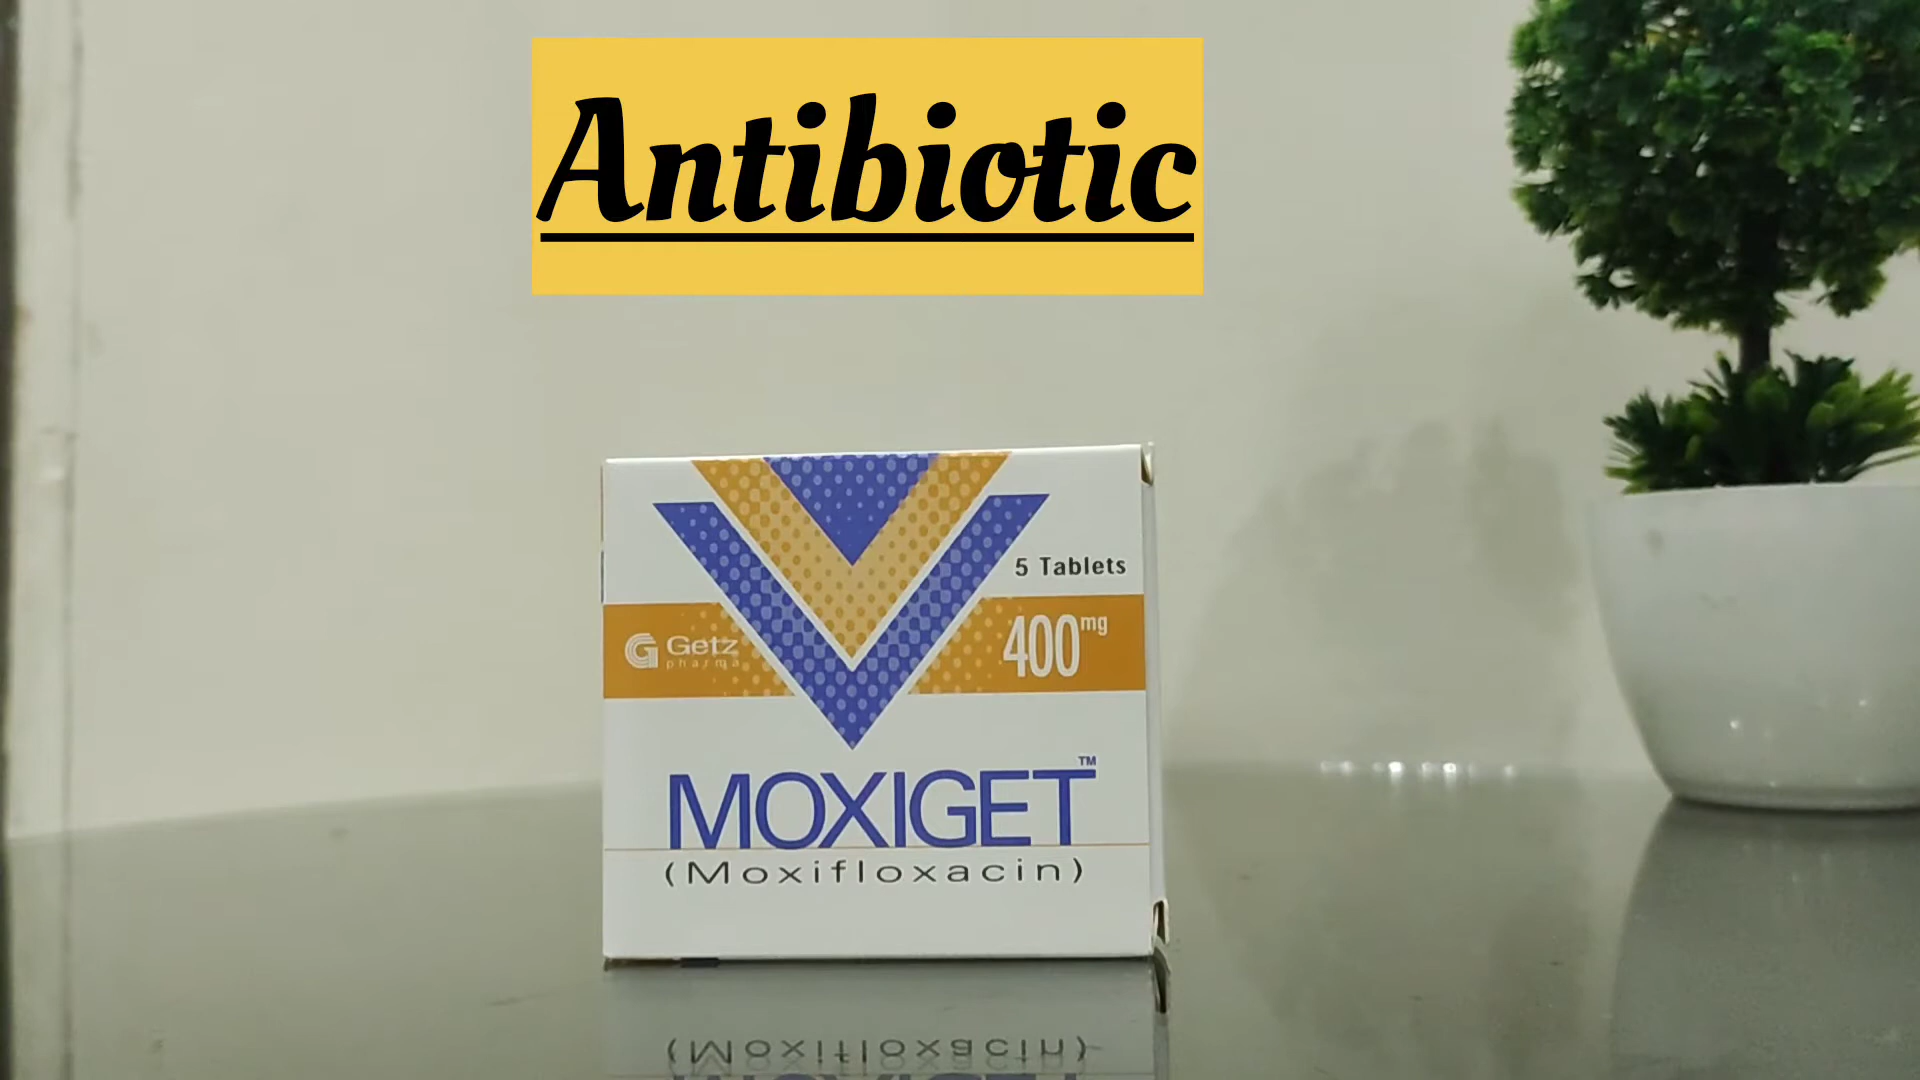 Antibiotic
5 Tablets
Getz
pharma
400mg
MOXIGET™
(Moxifloxacin)